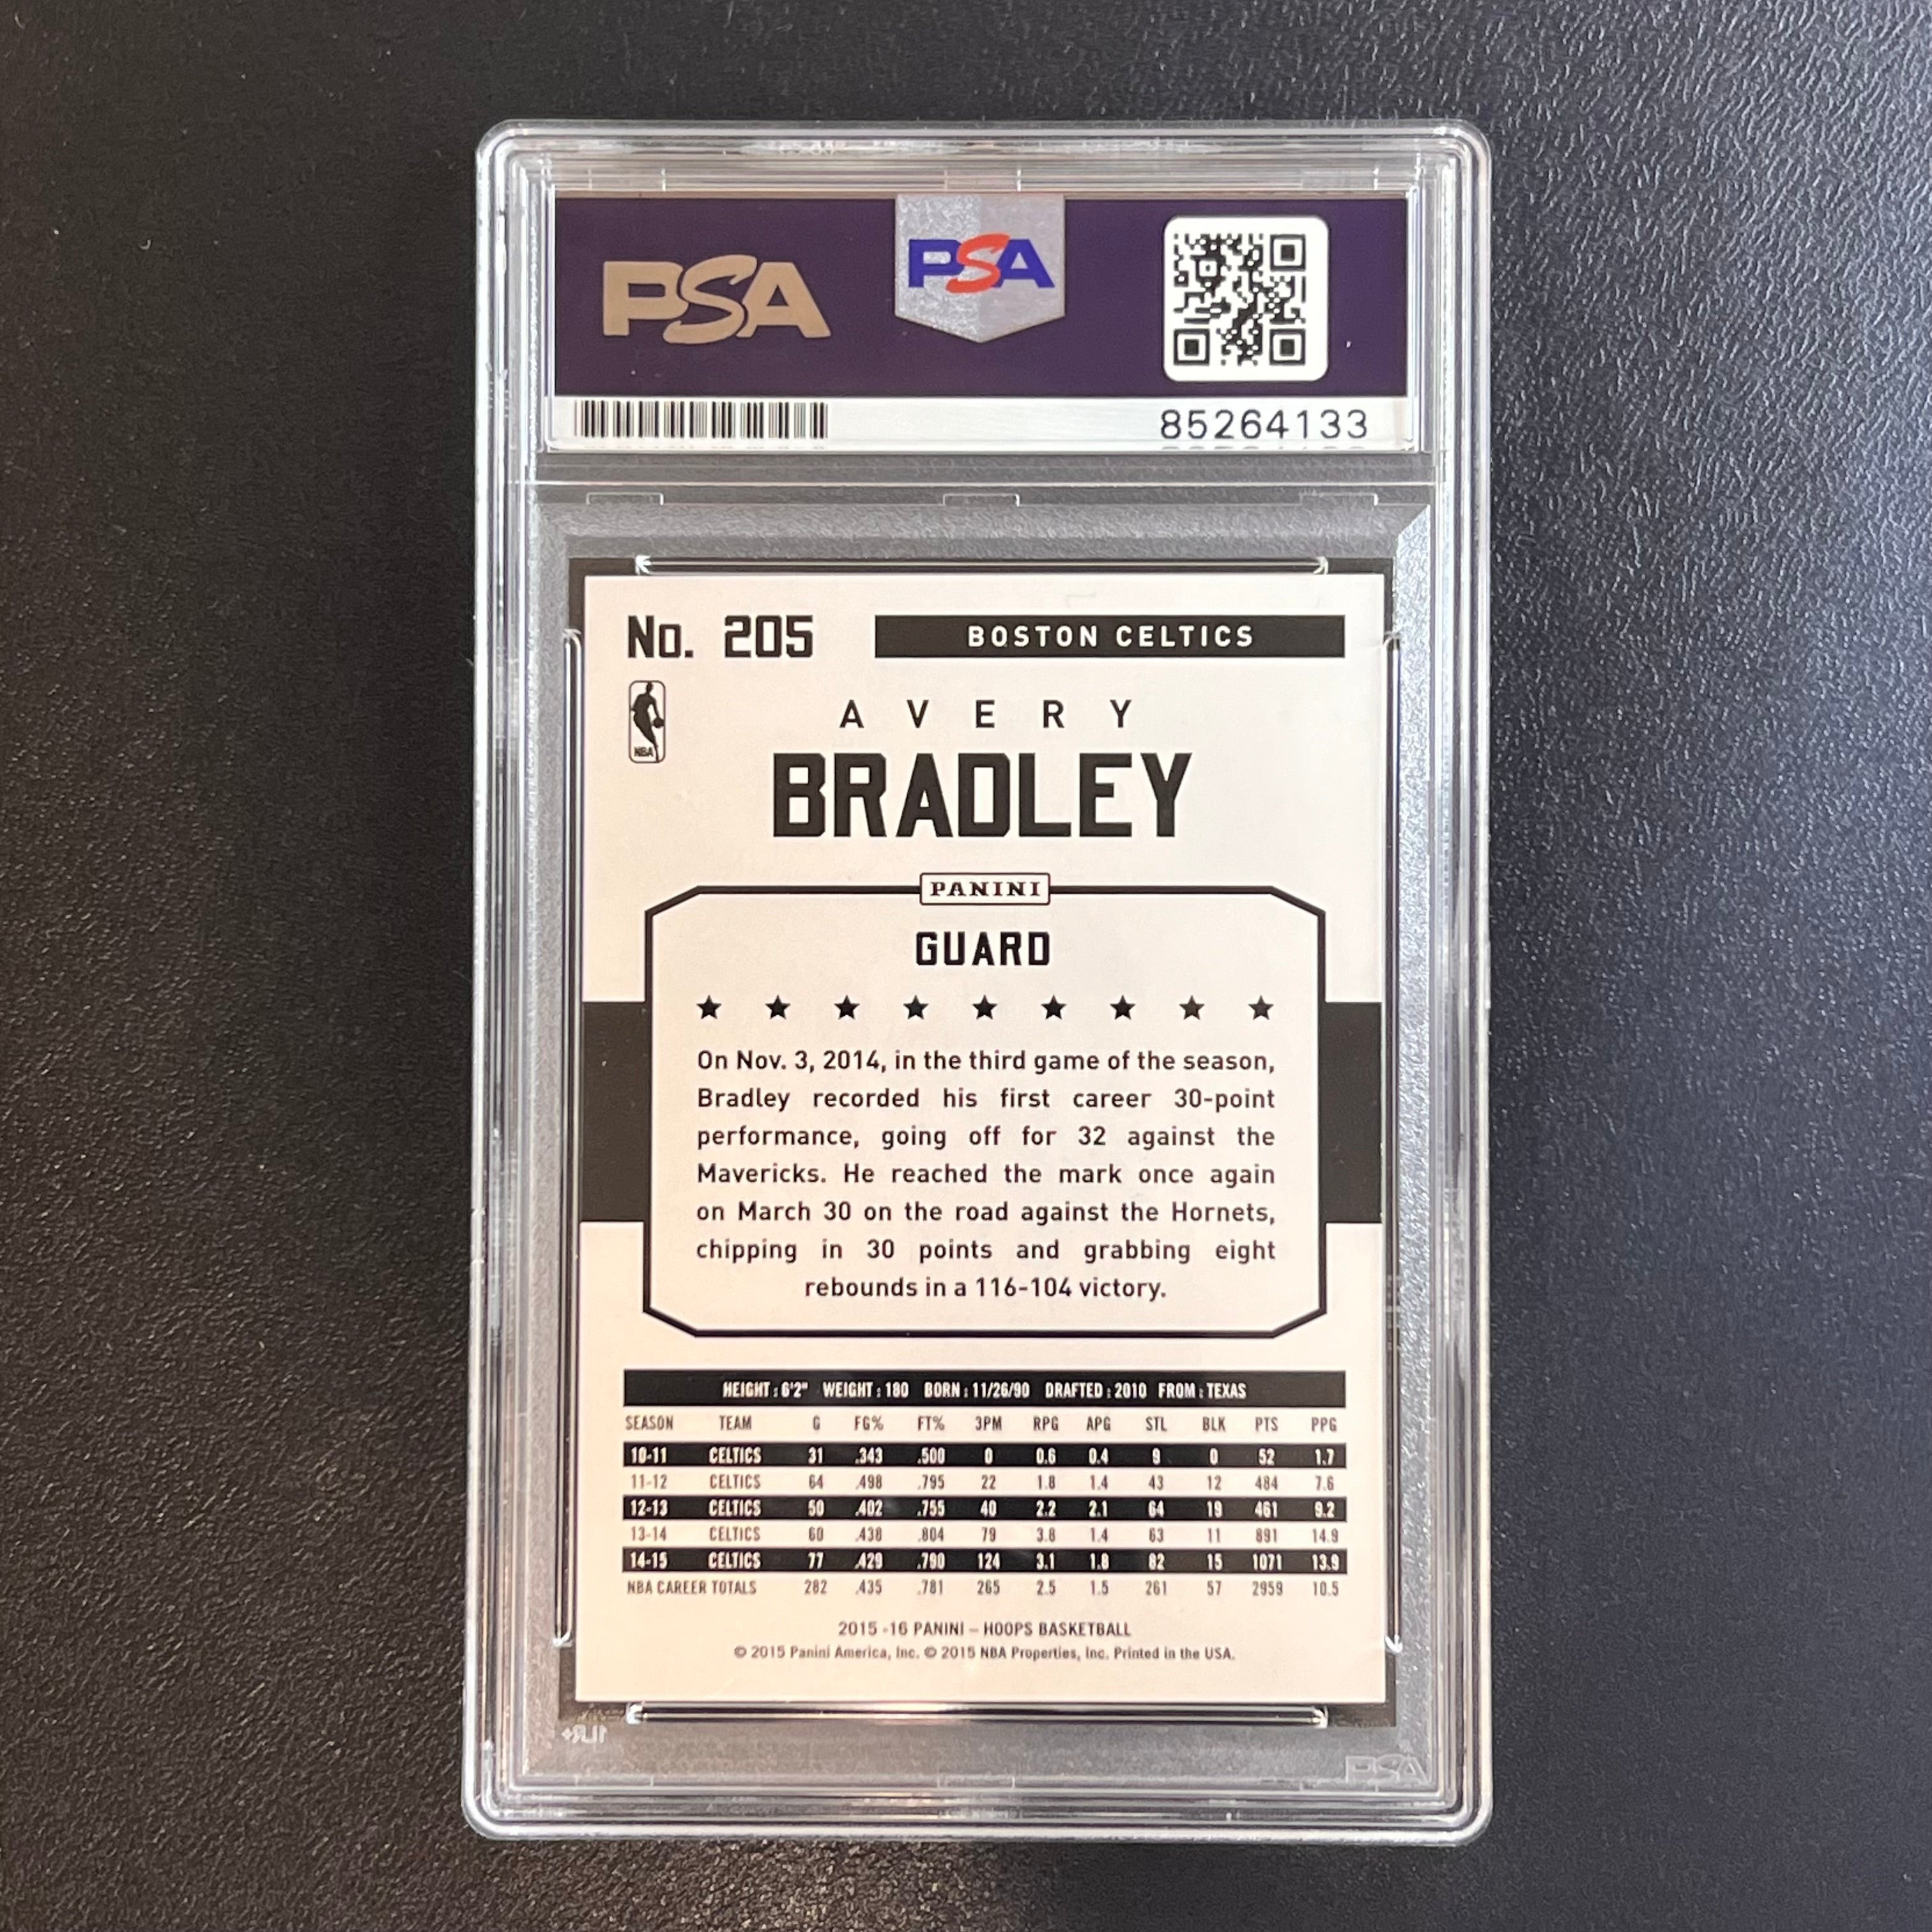 PSA
PSA
85264133
No. 205
BOSTON CELTICS
NBA
AVERY
BRADLEY
PANINI
GUARD
On Nov. 3, 2014, in the third game of the season,
Bradley recorded his first career 30-point
performance, going off for 32 against the
Mavericks. He reached the mark once again
on March 30 on the road against the Hornets,
chipping in 30 points and grabbing eight
rebounds in a 116-104 victory.
HEIGHT : 6'2" WEIGHT : 180 BORN : 11/26/90 DRAFTED : 2010 FROM : TEXAS
SEASON TEAM G FG% FT% 3PM RPG APG STL BLK PTS PPG
10-11 CELTICS 31 .343 .500 0 0.6 0.4 9 0 52 1.7
11-12 CELTICS 64 .498 .795 22 1.8 1.4 43 12 484 7.6
12-13 CELTICS 50 .402 .755 40 2.2 2.1 64 19 461 9.2
13-14 CELTICS 60 .438 .804 79 3.8 1.4 63 11 891 14.9
14-15 CELTICS 77 .429 .790 124 3.1 1.8 82 15 1071 13.9
NBA CAREER TOTALS 282 .435 .781 265 2.5 1.5 261 57 2959 10.5
2015-16 PANINI – HOOPS BASKETBALL
© 2015 Panini America, Inc. © 2015 NBA Properties, Inc. Printed in the USA.
PSA